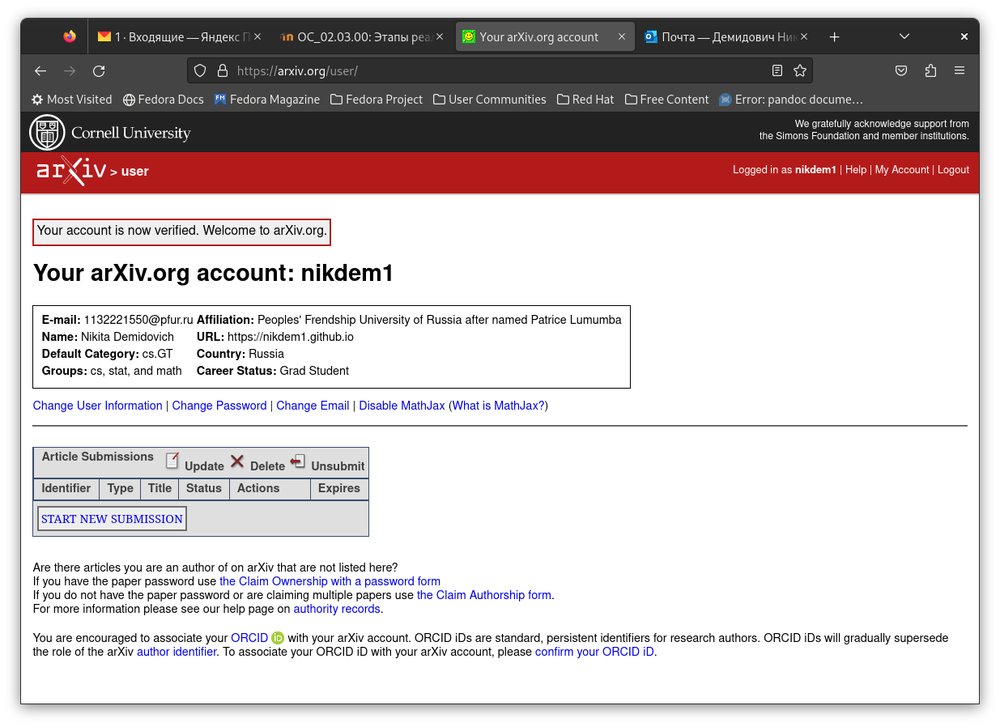 1 · Входящие — Яндекс П
ОС_02.03.00: Этапы реа
Your arXiv.org account
Почта — Демидович Ник
https://arxiv.org/user/
Most Visited Fedora Docs Fedora Magazine Fedora Project User Communities Red Hat Free Content Error: pandoc docume…
Cornell University
We gratefully acknowledge support from
the Simons Foundation and member institutions.
arXiv > user
Logged in as nikdem1 | Help | My Account | Logout
Your account is now verified. Welcome to arXiv.org.
Your arXiv.org account: nikdem1
E-mail: 1132221550@pfur.ru Affiliation: Peoples' Frendship University of Russia after named Patrice Lumumba
Name: Nikita Demidovich URL: https://nikdem1.github.io
Default Category: cs.GT Country: Russia
Groups: cs, stat, and math Career Status: Grad Student
Change User Information | Change Password | Change Email | Disable MathJax (What is MathJax?)
Article Submissions Update Delete Unsubmit
Identifier Type Title Status Actions Expires
START NEW SUBMISSION
Are there articles you are an author of on arXiv that are not listed here?
If you have the paper password use the Claim Ownership with a password form
If you do not have the paper password or are claiming multiple papers use the Claim Authorship form.
For more information please see our help page on authority records.
You are encouraged to associate your ORCID iD with your arXiv account. ORCID iDs are standard, persistent identifiers for research authors. ORCID iDs will gradually supersede
the role of the arXiv author identifier. To associate your ORCID iD with your arXiv account, please confirm your ORCID iD.